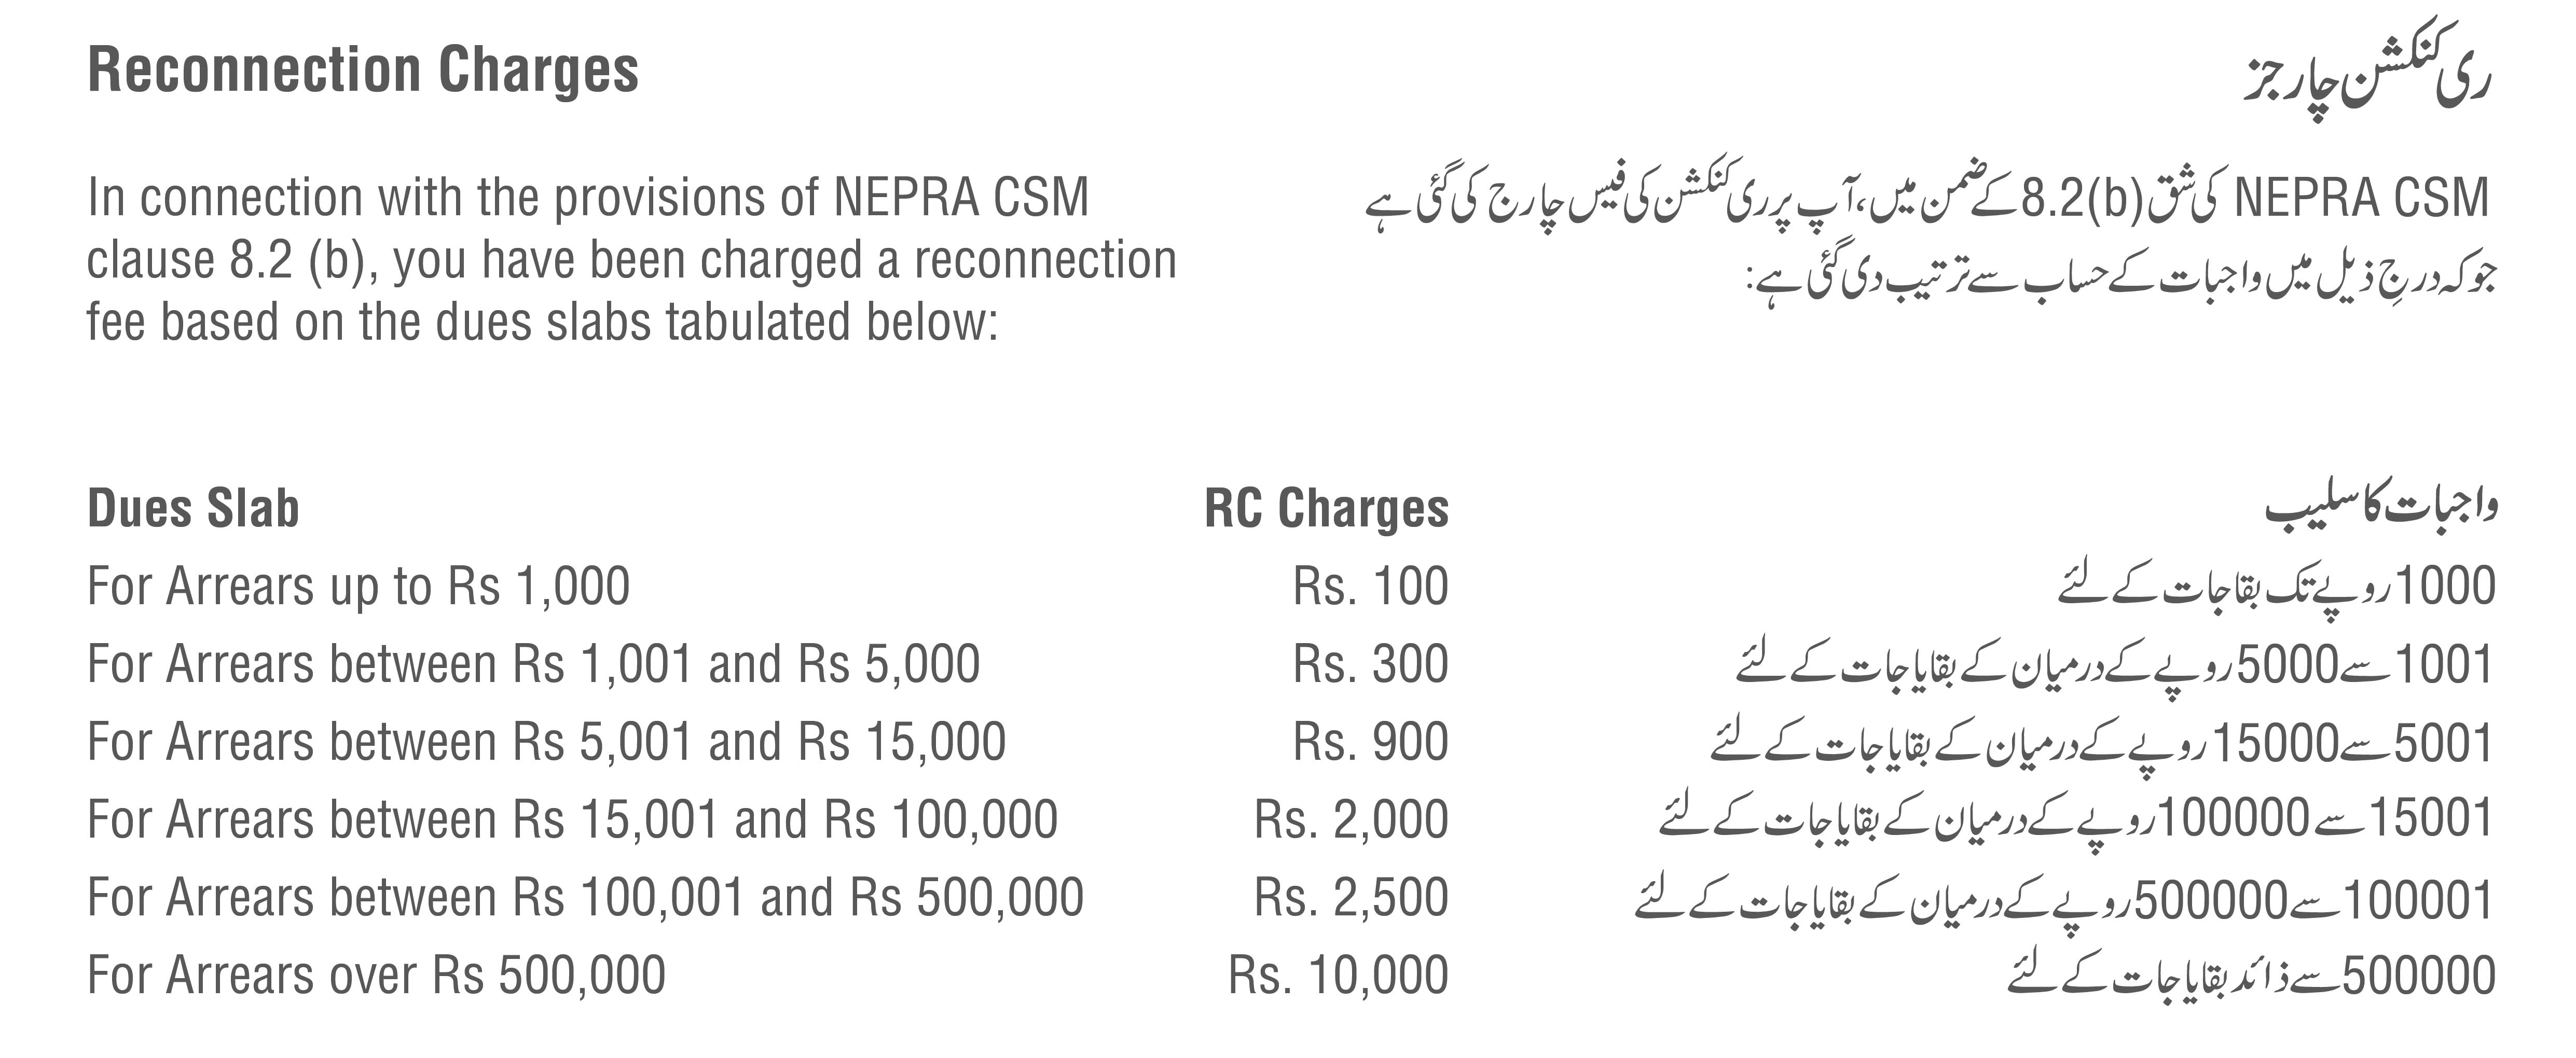 Reconnection Charges
ری کنکشن چارجز
In connection with the provisions of NEPRA CSM
clause 8.2 (b), you have been charged a reconnection
fee based on the dues slabs tabulated below:
NEPRA CSM کی شق 8.2(b) کے ضمن میں، آپ پر ری کنکشن کی فیس چارج کی گئی ہے
جو کہ درجِ ذیل میں واجبات کے حساب سے ترتیب دی گئی ہے:
Dues Slab RC Charges واجبات کا سلیب
For Arrears up to Rs 1,000 Rs. 100 1000 روپے تک بقاجات کے لئے
For Arrears between Rs 1,001 and Rs 5,000 Rs. 300 1001 سے 5000 روپے کے درمیان کے بقایاجات کے لئے
For Arrears between Rs 5,001 and Rs 15,000 Rs. 900 5001 سے 15000 روپے کے درمیان کے بقایاجات کے لئے
For Arrears between Rs 15,001 and Rs 100,000 Rs. 2,000 15001 سے 100000 روپے کے درمیان کے بقایاجات کے لئے
For Arrears between Rs 100,001 and Rs 500,000 Rs. 2,500 100001 سے 500000 روپے کے درمیان کے بقایاجات کے لئے
For Arrears over Rs 500,000 Rs. 10,000 500000 سے ذائد بقایاجات کے لئے